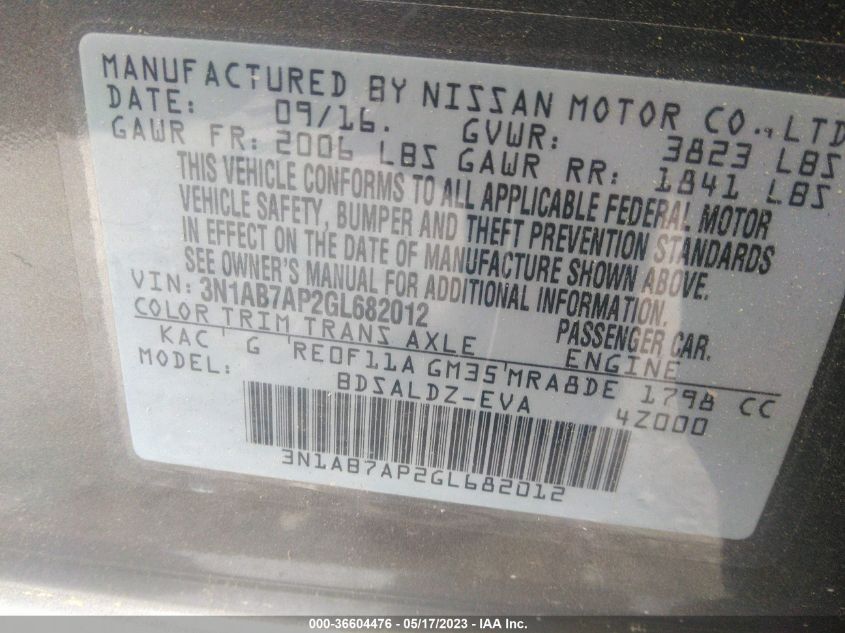 MANUFACTURED BY NISSAN MOTOR CO., LTD
DATE: 09/16. GVWR: 3823 LBS
GAWR FR: 2006 LBS GAWR RR: 1841 LBS
THIS VEHICLE CONFORMS TO ALL APPLICABLE FEDERAL MOTOR
VEHICLE SAFETY, BUMPER AND THEFT PREVENTION STANDARDS
IN EFFECT ON THE DATE OF MANUFACTURE SHOWN ABOVE.
SEE OWNER'S MANUAL FOR ADDITIONAL INFORMATION.
VIN: 3N1AB7AP2GL682012 PASSENGER CAR.
COLOR TRIM TRANS AXLE ENGINE
KAC G RE0F11A GM35 MRA8DE 1798 CC
MODEL: BDSALDZ-EVA 4Z000
3N1AB7AP2GL682012
000-36604476 - 05/17/2023 - IAA Inc.